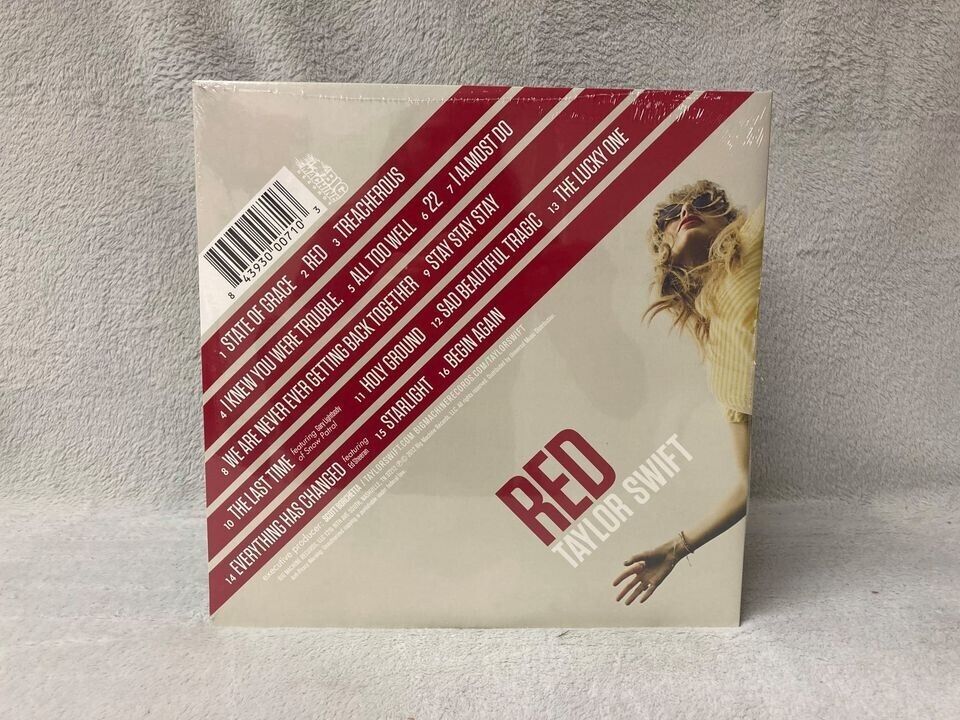 BIG MACHINE RECORDS
8 43930 00710 3
1 STATE OF GRACE 2 RED 3 TREACHEROUS
4 I KNEW YOU WERE TROUBLE. 5 ALL TOO WELL 6 22 7 I ALMOST DO
8 WE ARE NEVER EVER GETTING BACK TOGETHER 9 STAY STAY STAY
10 THE LAST TIME featuring Gary Lightbody of Snow Patrol 11 HOLY GROUND 12 SAD BEAUTIFUL TRAGIC 13 THE LUCKY ONE
14 EVERYTHING HAS CHANGED featuring Ed Sheeran 15 STARLIGHT 16 BEGIN AGAIN
executive producer: SCOTT BORCHETTA / TAYLORSWIFT.COM BIGMACHINERECORDS.COM/TAYLORSWIFT
RED
TAYLOR SWIFT